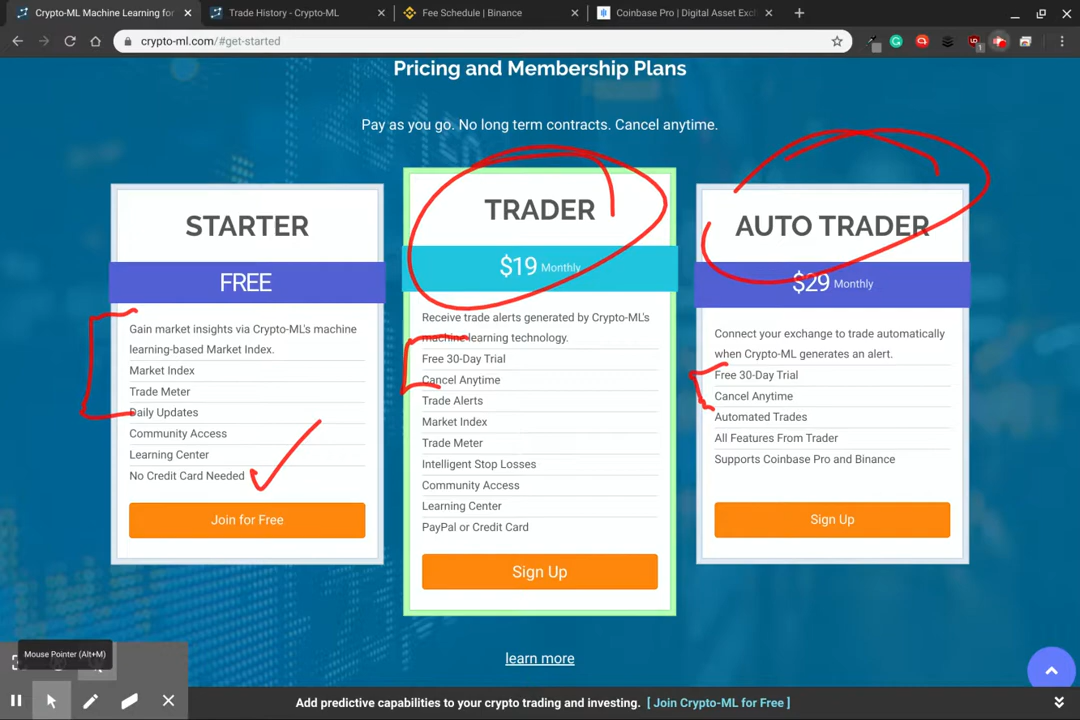 Crypto-ML Machine Learning for
Trade History - Crypto-ML
Fee Schedule | Binance
Coinbase Pro | Digital Asset Exc
crypto-ml.com/#get-started
Pricing and Membership Plans
Pay as you go. No long term contracts. Cancel anytime.
STARTER
FREE
Gain market insights via Crypto-ML's machine
learning-based Market Index.
Market Index
Trade Meter
Daily Updates
Community Access
Learning Center
No Credit Card Needed
Join for Free
TRADER
$19 Monthly
Receive trade alerts generated by Crypto-ML's
machine learning technology.
Free 30-Day Trial
Cancel Anytime
Trade Alerts
Market Index
Trade Meter
Intelligent Stop Losses
Community Access
Learning Center
PayPal or Credit Card
Sign Up
AUTO TRADER
$29 Monthly
Connect your exchange to trade automatically
when Crypto-ML generates an alert.
Free 30-Day Trial
Cancel Anytime
Automated Trades
All Features From Trader
Supports Coinbase Pro and Binance
Sign Up
learn more
Mouse Pointer (Alt+M)
Add predictive capabilities to your crypto trading and investing. [ Join Crypto-ML for Free ]